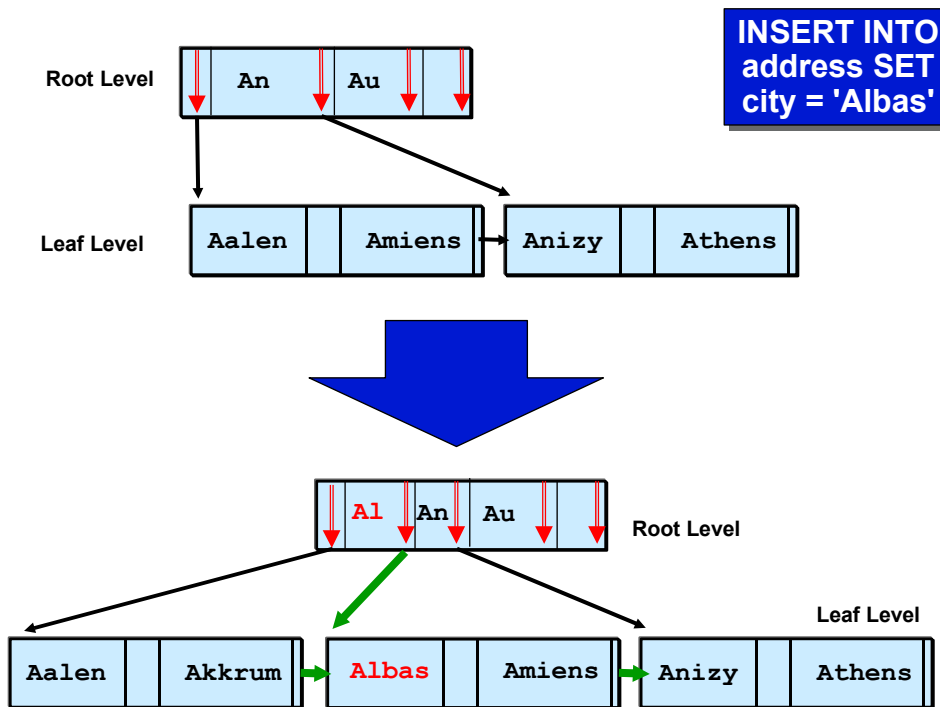 INSERT INTO
address SET
city = 'Albas'
Root Level
An Au
Leaf Level
Aalen Amiens Anizy Athens
Al An Au
Root Level
Leaf Level
Aalen Akkrum Albas Amiens Anizy Athens